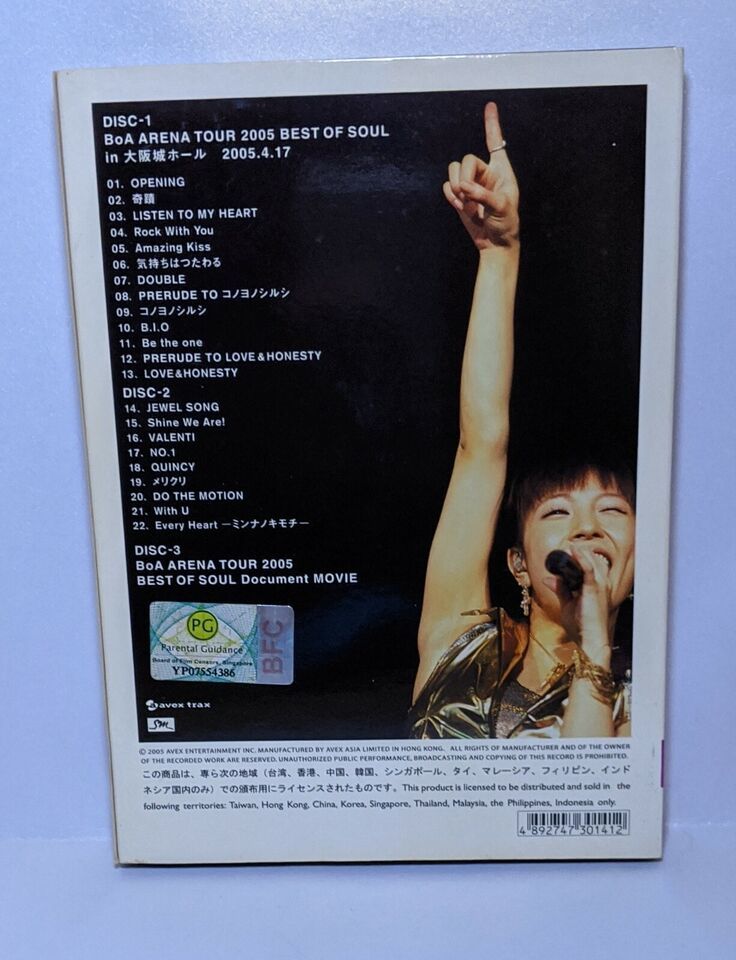 DISC-1
BoA ARENA TOUR 2005 BEST OF SOUL
in 大阪城ホール 2005.4.17
01. OPENING
02. 奇蹟
03. LISTEN TO MY HEART
04. Rock With You
05. Amazing Kiss
06. 気持ちはつたわる
07. DOUBLE
08. PRERUDE TO コノヨノシルシ
09. コノヨノシルシ
10. B.I.O
11. Be the one
12. PRERUDE TO LOVE&HONESTY
13. LOVE&HONESTY
DISC-2
14. JEWEL SONG
15. Shine We Are!
16. VALENTI
17. NO.1
18. QUINCY
19. メリクリ
20. DO THE MOTION
21. With U
22. Every Heart ーミンナノキモチー
DISC-3
BoA ARENA TOUR 2005
BEST OF SOUL Document MOVIE
PG
Parental Guidance
Board of Film Censors, Singapore
YP07554386
BFC
avex trax
SM
© 2005 AVEX ENTERTAINMENT INC. MANUFACTURED BY AVEX ASIA LIMITED IN HONG KONG. ALL RIGHTS OF MANUFACTURER AND OF THE OWNER
OF THE RECORDED WORK ARE RESERVED. UNAUTHORIZED PUBLIC PERFORMANCE, BROADCASTING AND COPYING OF THIS RECORD IS PROHIBITED.
この商品は、専ら次の地域（台湾、香港、中国、韓国、シンガポール、タイ、マレーシア、フィリピン、インド
ネシア国内のみ）での頒布用にライセンスされたものです。This product is licensed to be distributed and sold in the
following territories: Taiwan, Hong Kong, China, Korea, Singapore, Thailand, Malaysia, the Philippines, Indonesia only.
4 892747 301412